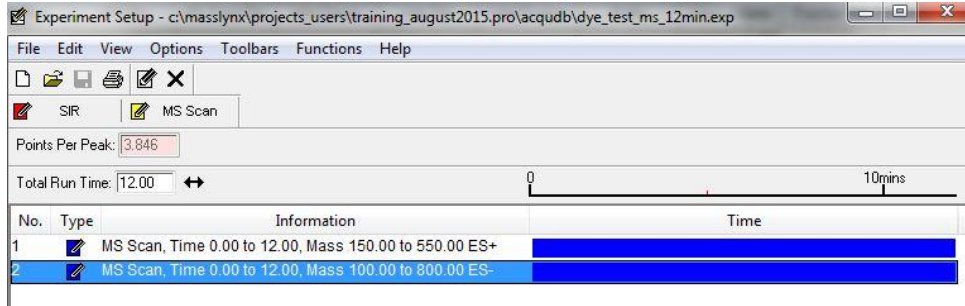 Experiment Setup - c:\masslynx\projects_users\training_august2015.pro\acqudb\dye_test_ms_12min.exp
File Edit View Options Toolbars Functions Help
SIR MS Scan
Points Per Peak: 3.846
Total Run Time: 12.00 0 10mins
No. Type Information Time
1 MS Scan, Time 0.00 to 12.00, Mass 150.00 to 550.00 ES+
2 MS Scan, Time 0.00 to 12.00, Mass 100.00 to 800.00 ES-